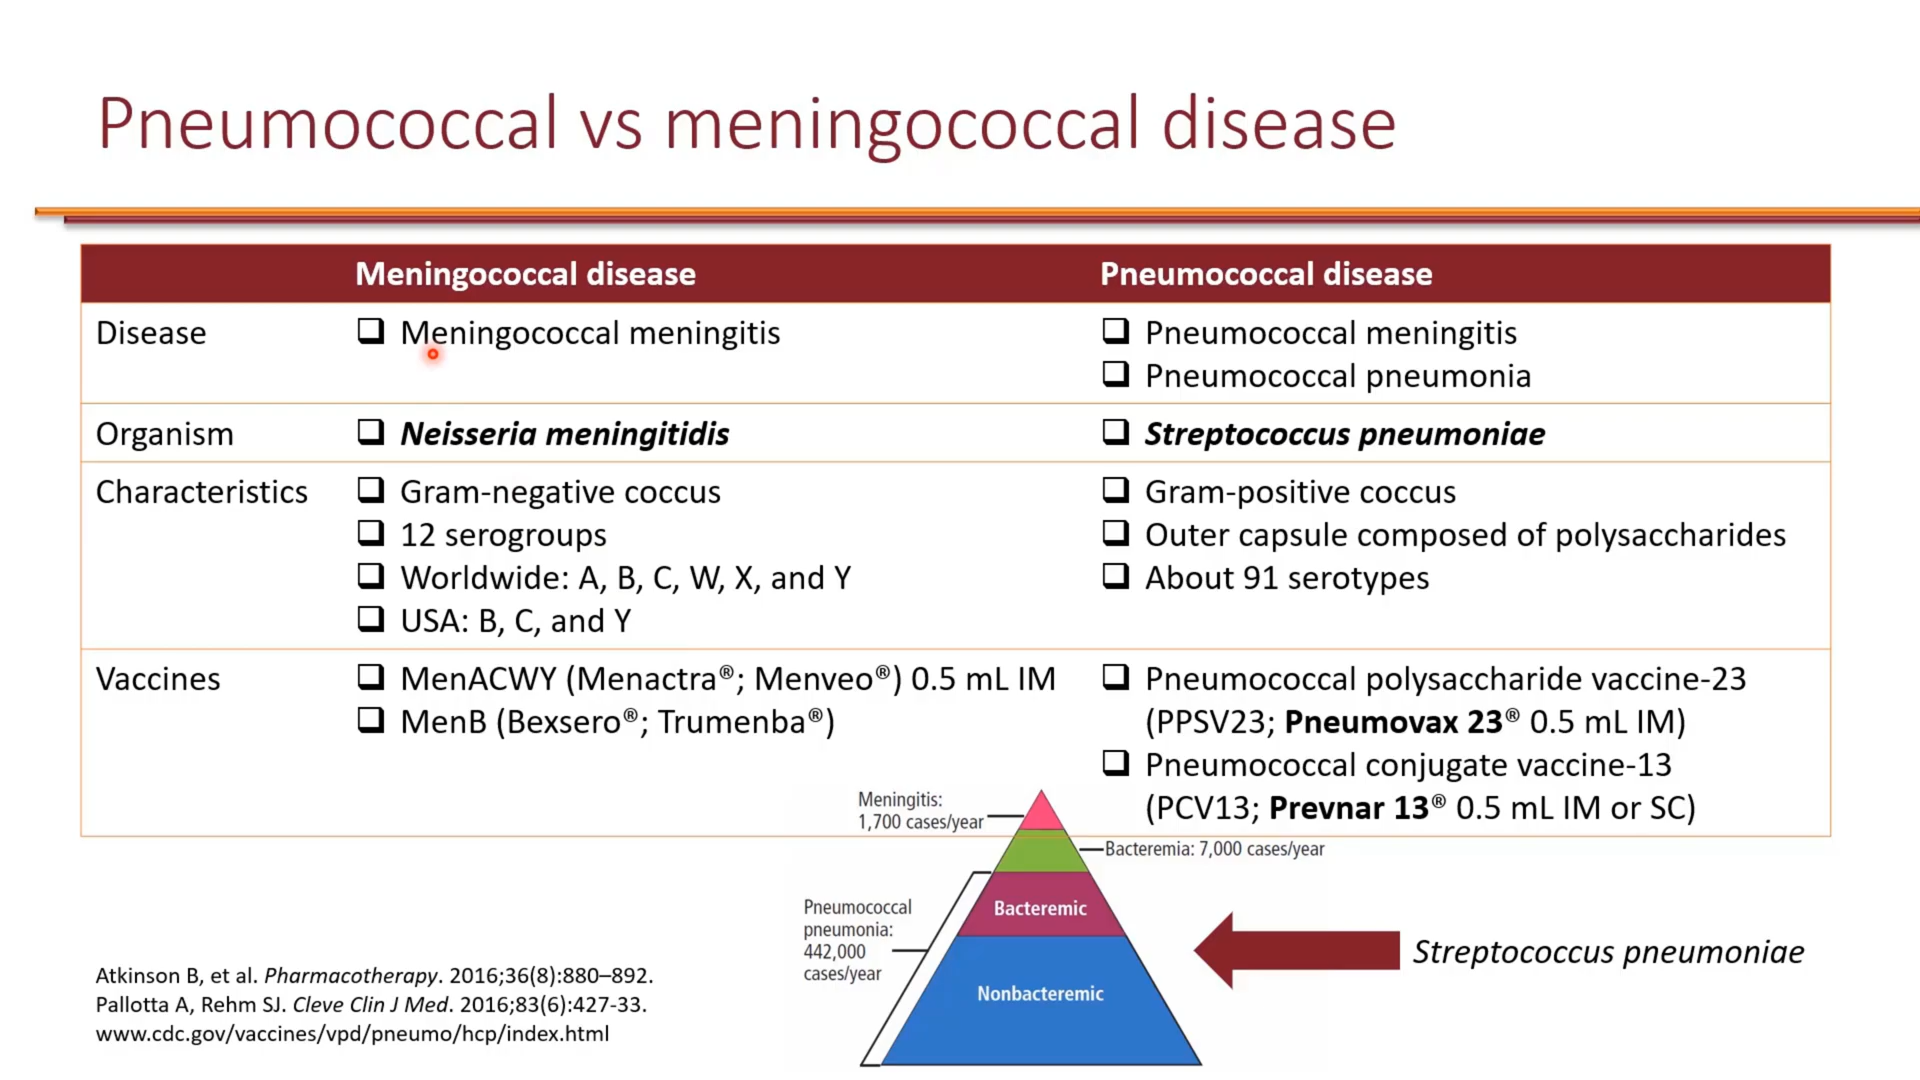 Pneumococcal vs meningococcal disease
Meningococcal disease
Pneumococcal disease
Disease
Meningococcal meningitis
Pneumococcal meningitis
Pneumococcal pneumonia
Organism
Neisseria meningitidis
Streptococcus pneumoniae
Characteristics
Gram-negative coccus
12 serogroups
Worldwide: A, B, C, W, X, and Y
USA: B, C, and Y
Gram-positive coccus
Outer capsule composed of polysaccharides
About 91 serotypes
Vaccines
MenACWY (Menactra®; Menveo®) 0.5 mL IM
MenB (Bexsero®; Trumenba®)
Pneumococcal polysaccharide vaccine-23
(PPSV23; Pneumovax 23® 0.5 mL IM)
Pneumococcal conjugate vaccine-13
(PCV13; Prevnar 13® 0.5 mL IM or SC)
Meningitis:
1,700 cases/year
Bacteremia: 7,000 cases/year
Pneumococcal
pneumonia:
442,000
cases/year
Bacteremic
Nonbacteremic
Streptococcus pneumoniae
Atkinson B, et al. Pharmacotherapy. 2016;36(8):880–892.
Pallotta A, Rehm SJ. Cleve Clin J Med. 2016;83(6):427-33.
www.cdc.gov/vaccines/vpd/pneumo/hcp/index.html